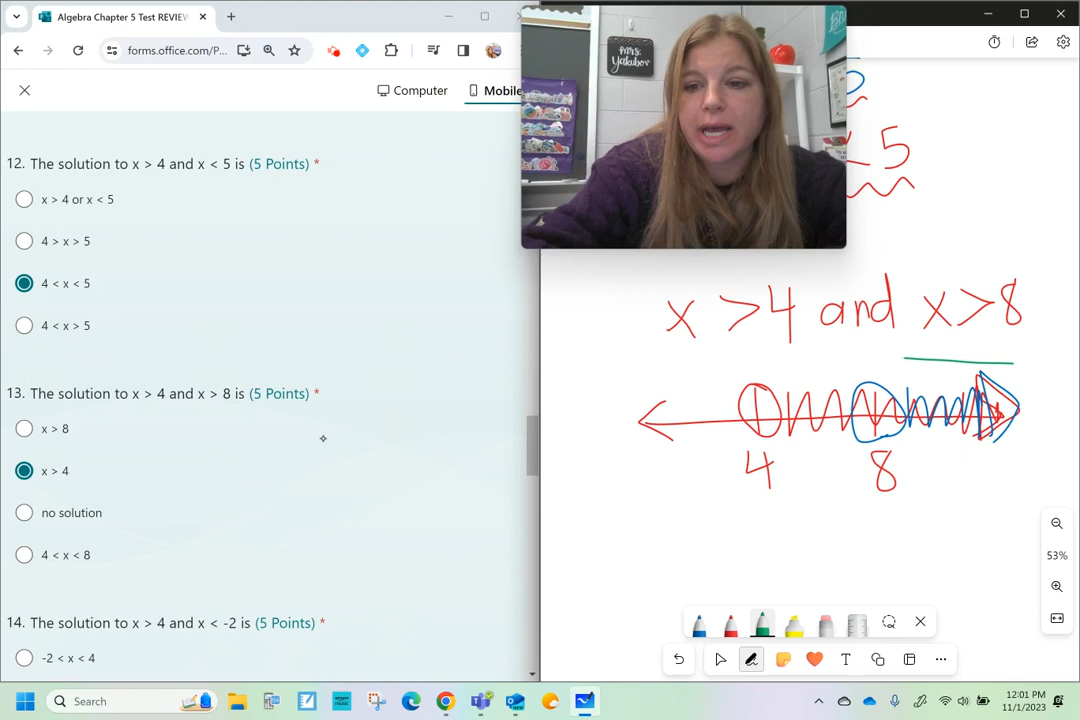 Algebra Chapter 5 Test REVIEW
forms.office.com/P...
Computer
Mobile
12. The solution to x > 4 and x < 5 is (5 Points) *
x > 4 or x < 5
4 > x > 5
4 < x < 5
4 < x > 5
13. The solution to x > 4 and x > 8 is (5 Points) *
x > 8
x > 4
no solution
4 < x < 8
14. The solution to x > 4 and x < -2 is (5 Points) *
-2 < x < 4
Mrs. Yakubov
< 5
x > 4 and x > 8
4 8
53%
Search
12:01 PM
11/1/2023